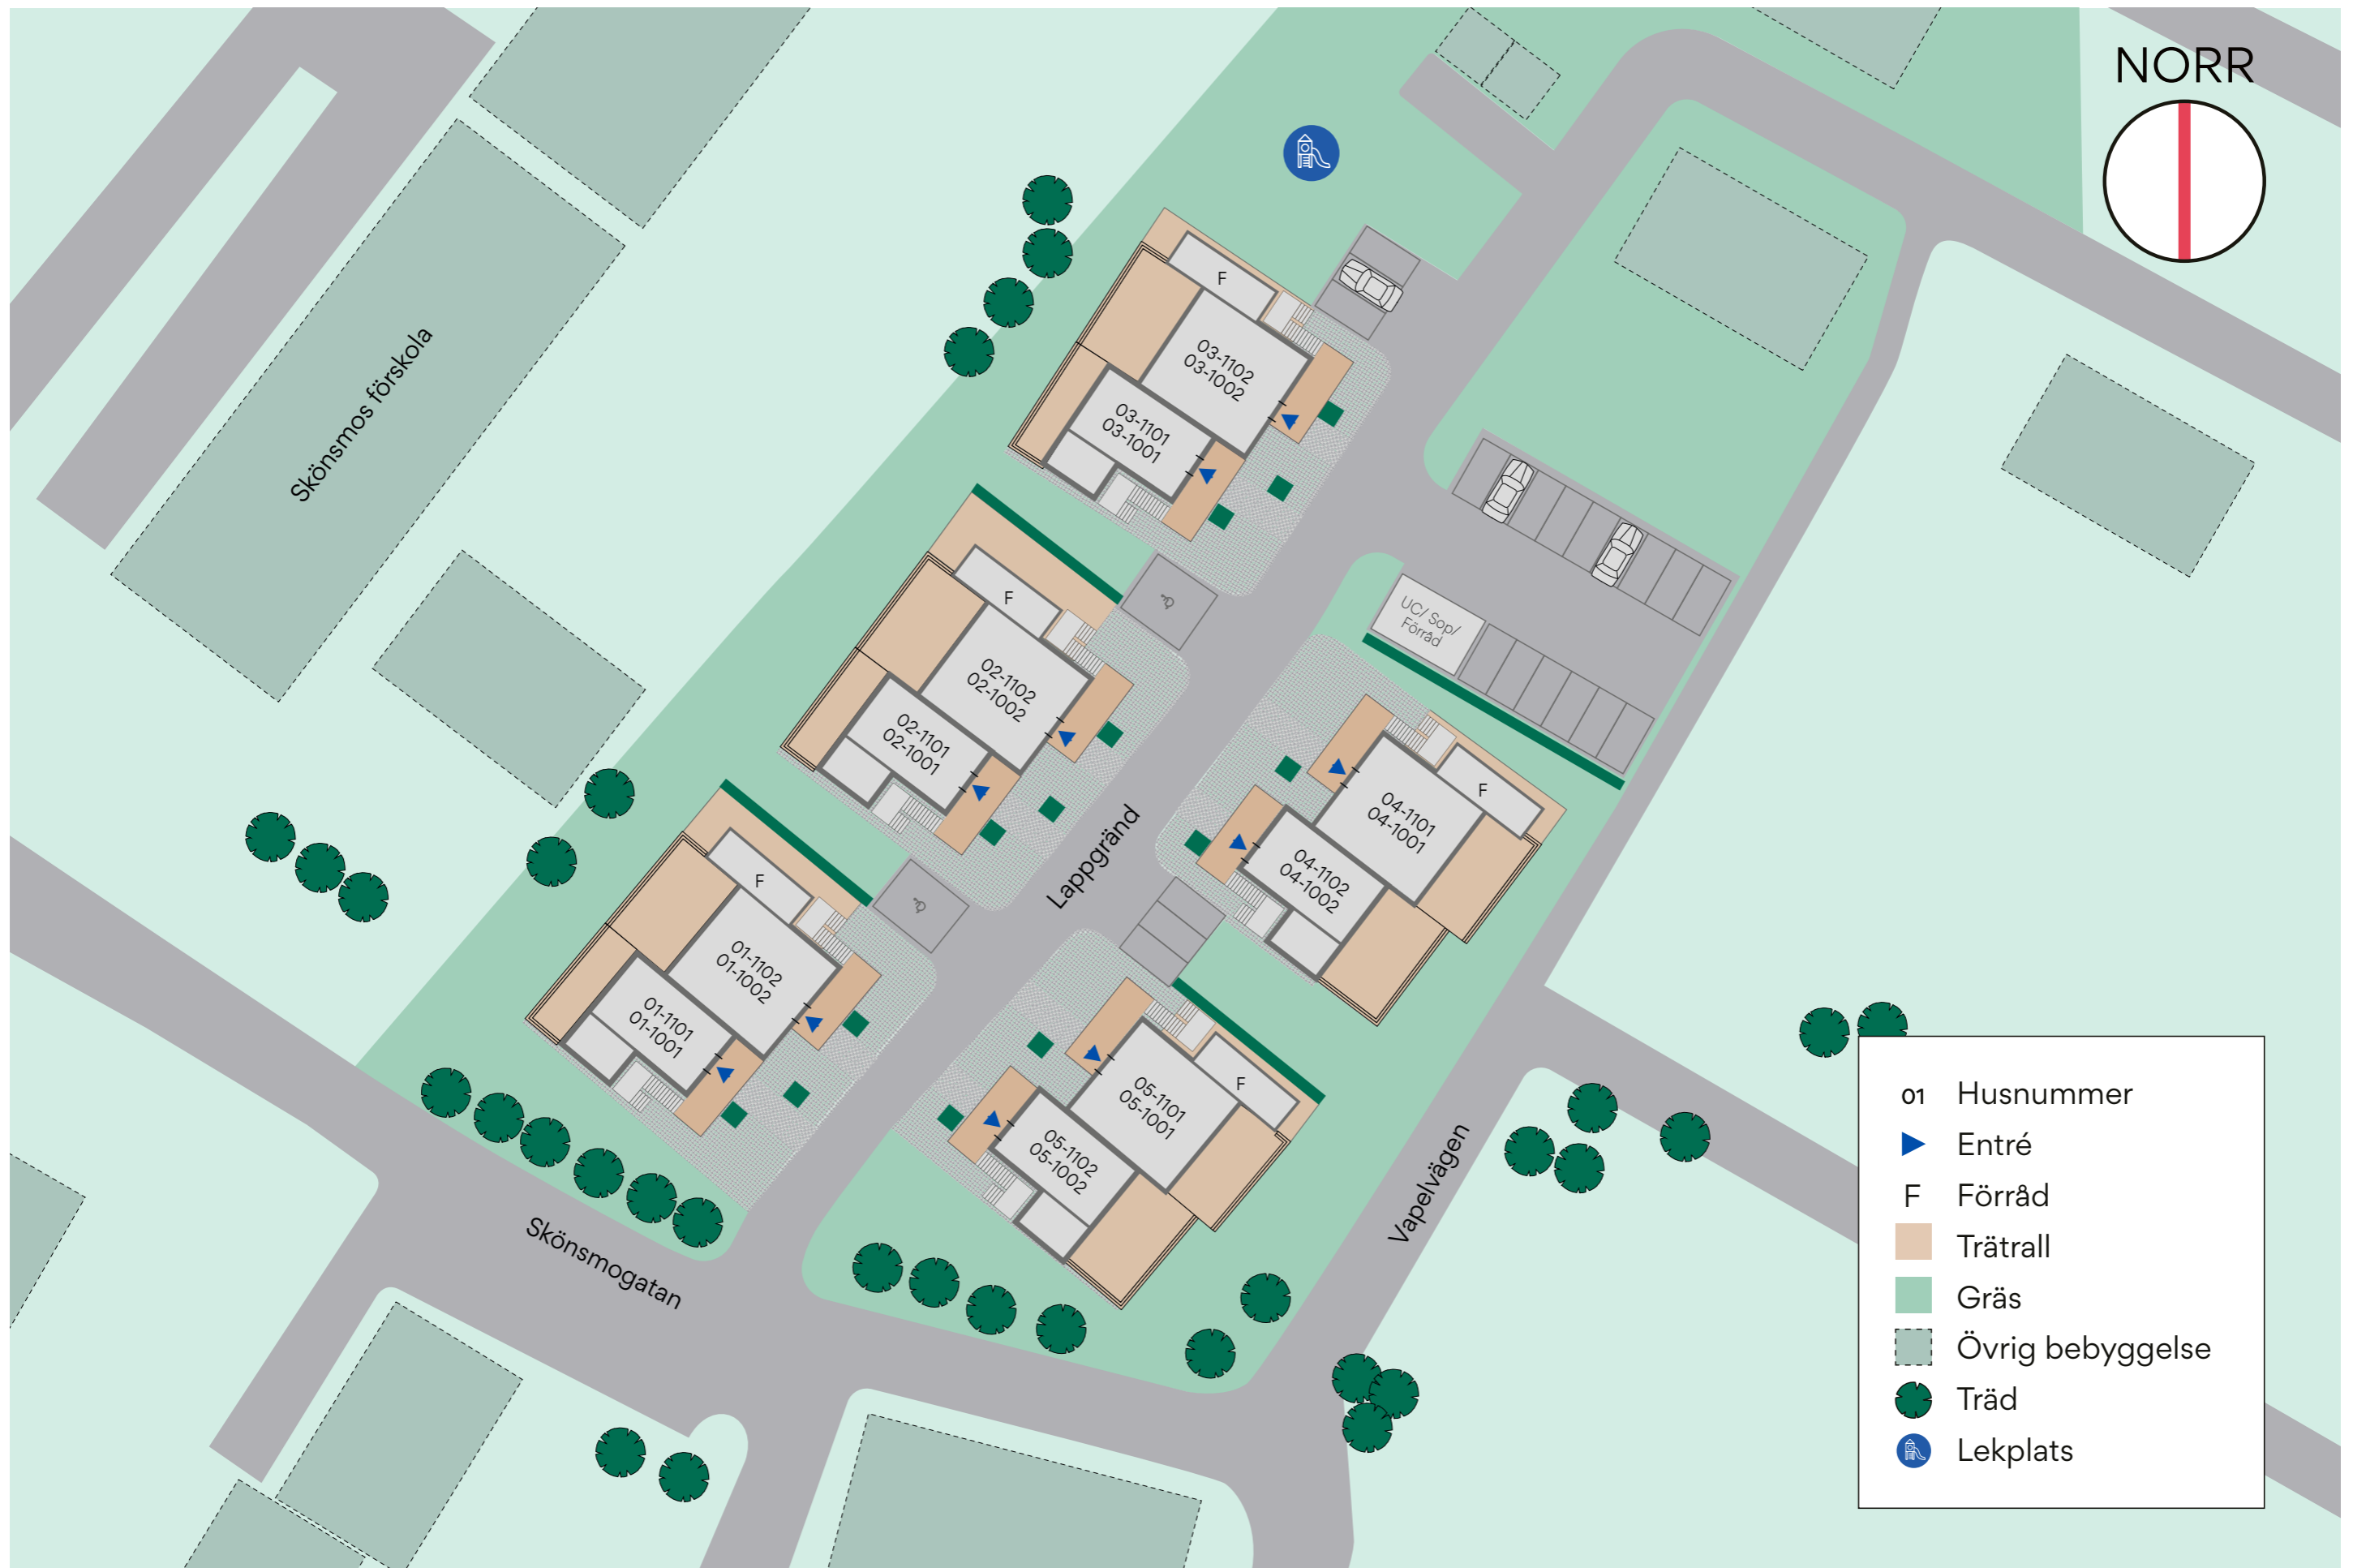 NORR
Skönsmos förskola
F
03-1102
03-1002
03-1101
03-1001
F
02-1102
02-1002
02-1101
02-1001
UC/ Sop/
Förråd
F
04-1101
04-1001
04-1102
04-1002
Lappgränd
F
01-1102
01-1002
01-1101
01-1001
F
05-1101
05-1001
05-1102
05-1002
Vapelvägen
Skönsmogatan
01 Husnummer
Entré
F Förråd
Trätrall
Gräs
Övrig bebyggelse
Träd
Lekplats